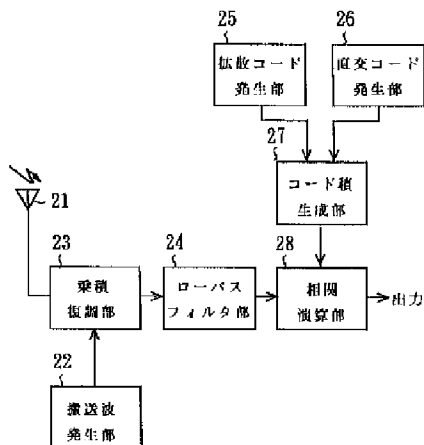 25
26
拡散コード
発生部
直交コード
発生部
27
コード積
生成部
21
23
24
28
乗積
復調部
ローパス
フィルタ部
相関
演算部
出力
22
搬送波
発生部